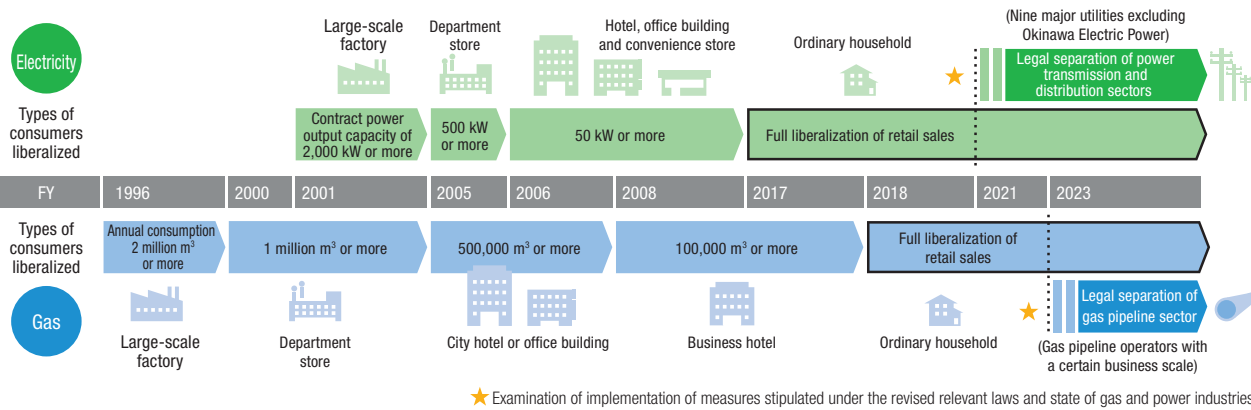 Electricity
Large-scale
factory
Department
store
Hotel, office building
and convenience store
Ordinary household
(Nine major utilities excluding
Okinawa Electric Power)
Legal separation of power
transmission and
distribution sectors
Types of
consumers
liberalized
Contract power
output capacity of
2,000 kW or more
500 kW
or more
50 kW or more
Full liberalization of retail sales
FY 1996 2000 2001 2005 2006 2008 2017 2018 2021 2023
Types of
consumers
liberalized
Annual consumption
2 million m³
or more
1 million m³ or more
500,000 m³ or more
100,000 m³ or more
Full liberalization of
retail sales
Gas
Large-scale
factory
Department
store
City hotel or office building
Business hotel
Ordinary household
Legal separation of
gas pipeline sector
(Gas pipeline operators with
a certain business scale)
Examination of implementation of measures stipulated under the revised relevant laws and state of gas and power industries